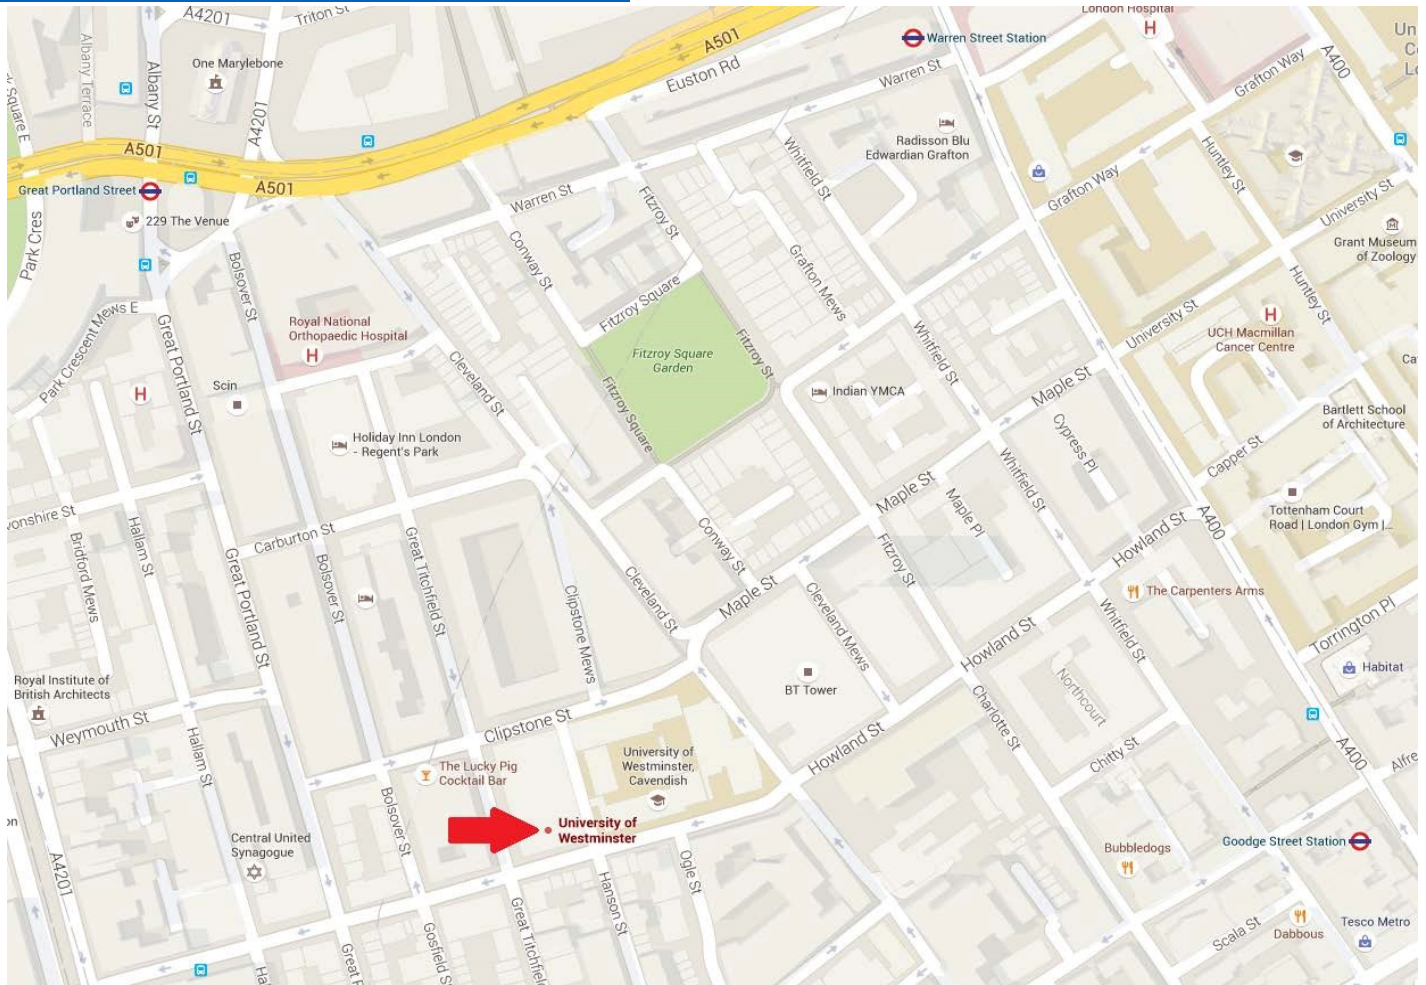 A4201
Triton St
A501
London Hospital
Warren Street Station
A400
Un
C
Lo
Albany Terrace
Albany St
One Marylebone
A4201
Euston Rd
Warren St
Grafton Way
Square E
A501
Radisson Blu
Edwardian Grafton
Whitfield St
Huntley St
Great Portland Street
A501
Warren St
Fitzroy St
Grafton Way
University St
229 The Venue
Park Cres
Bolsover St
Conway St
Grafton Mews
Grant Museum
of Zoology
Fitzroy Square
Huntley St
Park Crescent Mews E
Great Portland St
Royal National
Orthopaedic Hospital
Cleveland St
Fitzroy Square
Garden
Fitzroy St
Whitfield St
University St
UCH Macmillan
Cancer Centre
Ca
Scin
Fitzroy Square
Indian YMCA
Maple St
Bartlett School
of Architecture
Holiday Inn London
- Regent's Park
Cypress Pl
Capper St
Whitfield St
Maple St
Maple Pl
Tottenham Court
Road | London Gym |...
vonshire St
Hallam St
Bridford Mews
Carburton St
Great Portland St
Bolsover St
Great Titchfield St
Clipstone Mews
Cleveland St
Conway St
Maple St
Cleveland Mews
Fitzroy St
Howland St
A400
The Carpenters Arms
Whitfield St
Torrington Pl
Howland St
Habitat
Royal Institute of
British Architects
BT Tower
Northcourt
Charlotte St
Weymouth St
Hallam St
Clipstone St
University of
Westminster,
Cavendish
Howland St
Chitty St
A400
Alfre
The Lucky Pig
Cocktail Bar
Bolsover St
on
University of
Westminster
Central United
Synagogue
Goodge Street Station
Bubbledogs
A4201
Ogle St
Hanson St
Great Titchfield
Gosfield S
Great P
Ha
Scala St
Dabbous
Tesco Metro